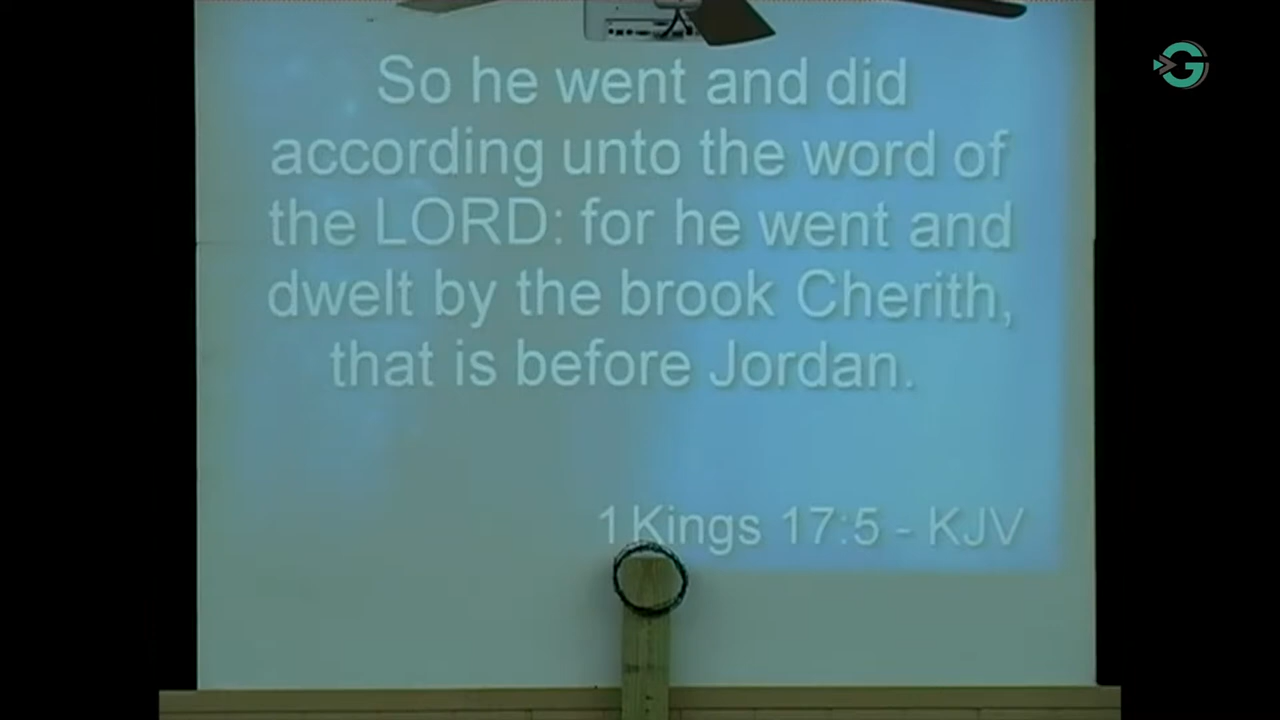 So he went and did
according unto the word of
the LORD: for he went and
dwelt by the brook Cherith,
that is before Jordan.
1 Kings 17:5 - KJV
G